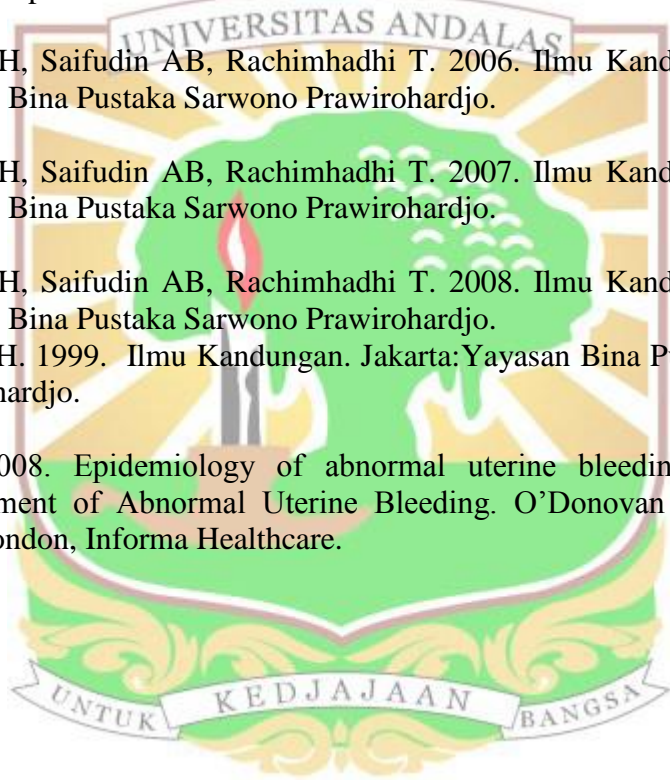 UNIVERSITAS ANDALAS
H, Saifudin AB, Rachimhadhi T. 2006. Ilmu Kand
Bina Pustaka Sarwono Prawirohardjo.
H, Saifudin AB, Rachimhadhi T. 2007. Ilmu Kand
Bina Pustaka Sarwono Prawirohardjo.
H, Saifudin AB, Rachimhadhi T. 2008. Ilmu Kand
Bina Pustaka Sarwono Prawirohardjo.
H. 1999. Ilmu Kandungan. Jakarta:Yayasan Bina P
hardjo.
008. Epidemiology of abnormal uterine bleedin
ment of Abnormal Uterine Bleeding. O’Donovan
ondon, Informa Healthcare.
UNTUK KEDJAJAAN BANGSA